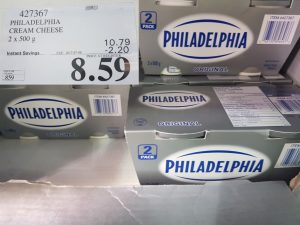 427367
PHILADELPHIA
CREAM CHEESE
2 x 500 g
10.79
Instant Savings
-2.20
8.59
859
2
PACK
PHILADELPHIA
ORIGINAL
PHILADELPHIA
PHILADELPHIA
ORIGINAL
2
PACK
PHILADELPHIA